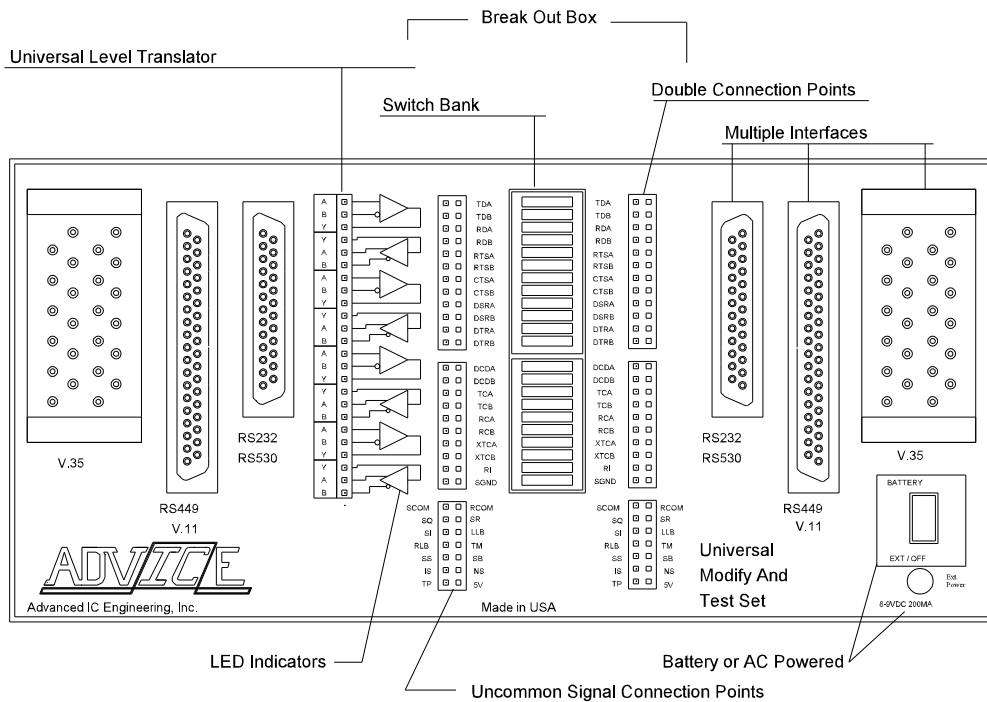 Break Out Box
Universal Level Translator
Double Connection Points
Switch Bank
Multiple Interfaces
V.35
RS449
V.11
RS232
RS530
A
B
Y
Y
A
B
A
B
Y
Y
A
B
A
B
Y
Y
A
B
A
B
Y
Y
A
B
TDA
TDB
RDA
RDB
RTSA
RTSB
CTSA
CTSB
DSRA
DSRB
DTRA
DTRB
DCDA
DCDB
TCA
TCB
RCA
RCB
XTCA
XTCB
RI
SGND
SCOM RCOM
SQ SR
SI LLB
RLB TM
SS SB
IS NS
TP 5V
TDA
TDB
RDA
RDB
RTSA
RTSB
CTSA
CTSB
DSRA
DSRB
DTRA
DTRB
DCDA
DCDB
TCA
TCB
RCA
RCB
XTCA
XTCB
RI
SGND
SCOM RCOM
SQ SR
SI LLB
RLB TM
SS SB
IS NS
TP 5V
RS232
RS530
RS449
V.11
V.35
BATTERY
EXT / OFF
Ext.
Power
8-9VDC 200MA
Universal
Modify And
Test Set
ADVICE
Advanced IC Engineering, Inc.
Made in USA
LED Indicators
Battery or AC Powered
Uncommon Signal Connection Points